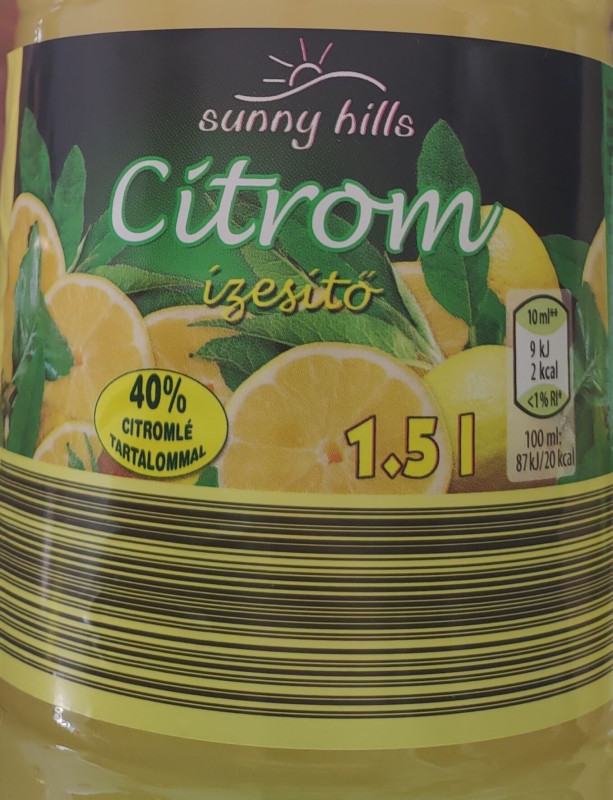 sunny hills
Citrom
ízesítő
40%
CITROMLÉ
TARTALOMMAL
1.5 l
10 ml**
9 kJ
2 kcal
<1% RI*
100 ml:
87 kJ/20 kcal